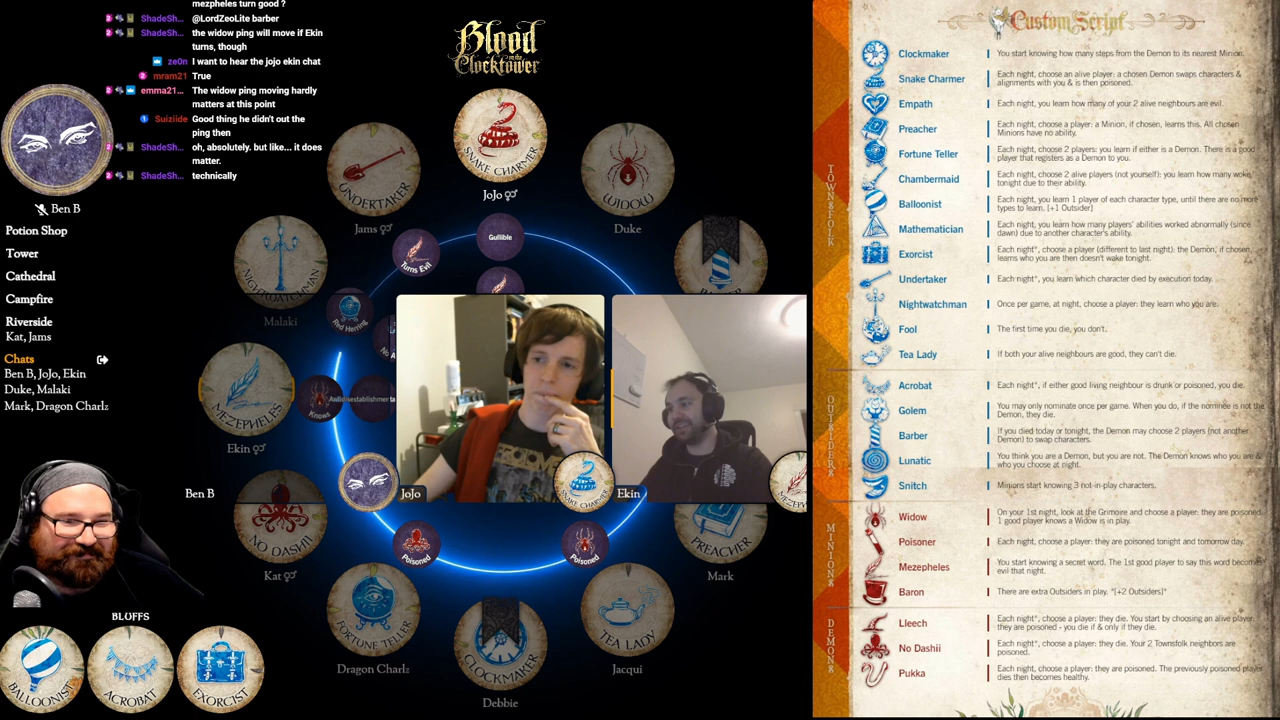 mezpheles turn good ?
ShadeSh... @LordZeoLite barber
ShadeSh... the widow ping will move if Ekin
turns, though
ze0n I want to hear the jojo ekin chat
mram21 True
emma21... The widow ping moving hardly
matters at this point
Suiziide Good thing he didn't out the
ping then
ShadeSh... oh, absolutely. but like... it does
matter.
ShadeSh... technically
Ben B
Potion Shop
Tower
Cathedral
Campfire
Riverside
Kat, Jams
Chats
Ben B, JoJo, Ekin
Duke, Malaki
Mark, Dragon Charlz
BLUFFS
BALLOONIST
ACROBAT
EXORCIST
Blood
on the
Clocktower
SNAKE CHARMER
JoJo
UNDERTAKER
Jams
WIDOW
Duke
NIGHTWATCHMAN
Malaki
Turns Evil
Gullible
Red Herring
MEZEPHELES
Ekin
Knows
Ben B
NO DASHII
Kat
Poisoned
Poisoned
PREACHER
Mark
FORTUNE TELLER
Dragon Charlz
CLOCKMAKER
Debbie
TEA LADY
Jacqui
JoJo
SNAKE CHARMER
Ekin
Custom Script
TOWNSFOLK
Clockmaker You start knowing how many steps from the Demon to its nearest Minion.
Snake Charmer Each night, choose an alive player: a chosen Demon swaps characters &
alignments with you & is then poisoned.
Empath Each night, you learn how many of your 2 alive neighbours are evil.
Preacher Each night, choose a player: a Minion, if chosen, learns this. All chosen
Minions have no ability.
Fortune Teller Each night, choose 2 players: you learn if either is a Demon. There is a good
player that registers as a Demon to you.
Chambermaid Each night, choose 2 alive players (not yourself): you learn how many woke
tonight due to their ability.
Balloonist Each night, you learn 1 player of each character type, until there are no more
types to learn. [+1 Outsider]
Mathematician Each night, you learn how many players' abilities worked abnormally (since
dawn) due to another character's ability.
Exorcist Each night*, choose a player (different to last night): the Demon, if chosen,
learns who you are then doesn't wake tonight.
Undertaker Each night*, you learn which character died by execution today.
Nightwatchman Once per game, at night, choose a player: they learn who you are.
Fool The first time you die, you don't.
Tea Lady If both your alive neighbours are good, they can't die.
OUTSIDERS
Acrobat Each night*, if either good living neighbour is drunk or poisoned, you die.
Golem You may only nominate once per game. When you do, if the nominee is not the
Demon, they die.
Barber If you died today or tonight, the Demon may choose 2 players (not another
Demon) to swap characters.
Lunatic You think you are a Demon, but you are not. The Demon knows who you are &
who you choose at night.
Snitch Minions start knowing 3 not-in-play characters.
MINIONS
Widow On your 1st night, look at the Grimoire and choose a player: they are poisoned.
1 good player knows a Widow is in play.
Poisoner Each night, choose a player: they are poisoned tonight and tomorrow day.
Mezepheles You start knowing a secret word. The 1st good player to say this word becomes
evil that night.
Baron There are extra Outsiders in play. *[+2 Outsiders]*
DEMONS
Lleech Each night*, choose a player: they die. You start by choosing an alive player:
they are poisoned - you die if & only if they die.
No Dashii Each night*, choose a player: they die. Your 2 Townsfolk neighbors are
poisoned.
Pukka Each night, choose a player: they are poisoned. The previously poisoned player
dies then becomes healthy.